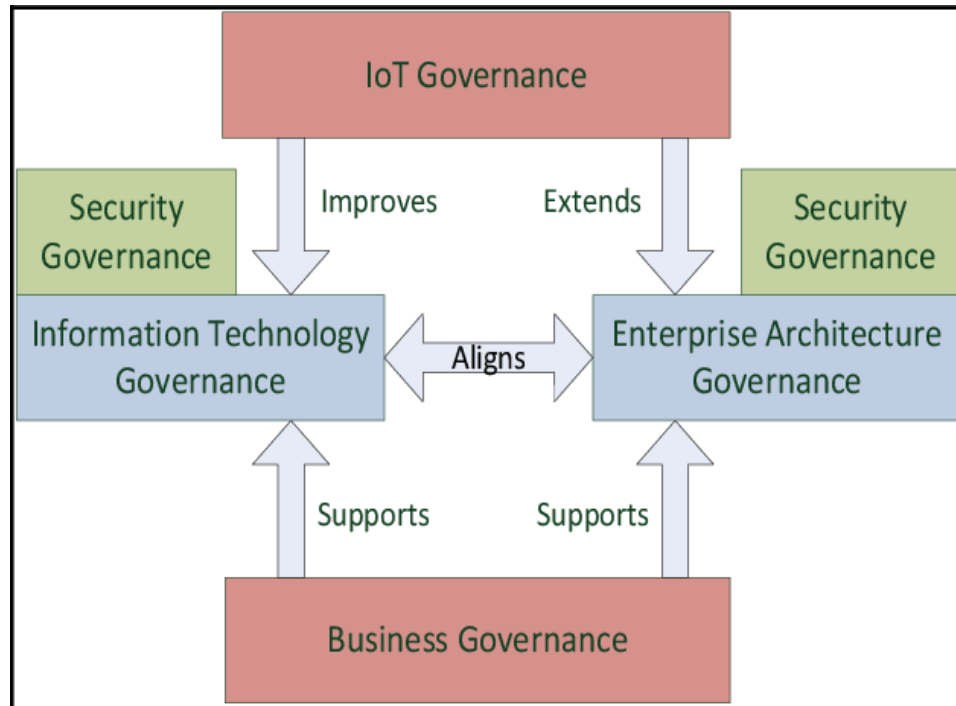 IoT Governance
Improves
Extends
Security
Governance
Security
Governance
Information Technology
Governance
Aligns
Enterprise Architecture
Governance
Supports
Supports
Business Governance